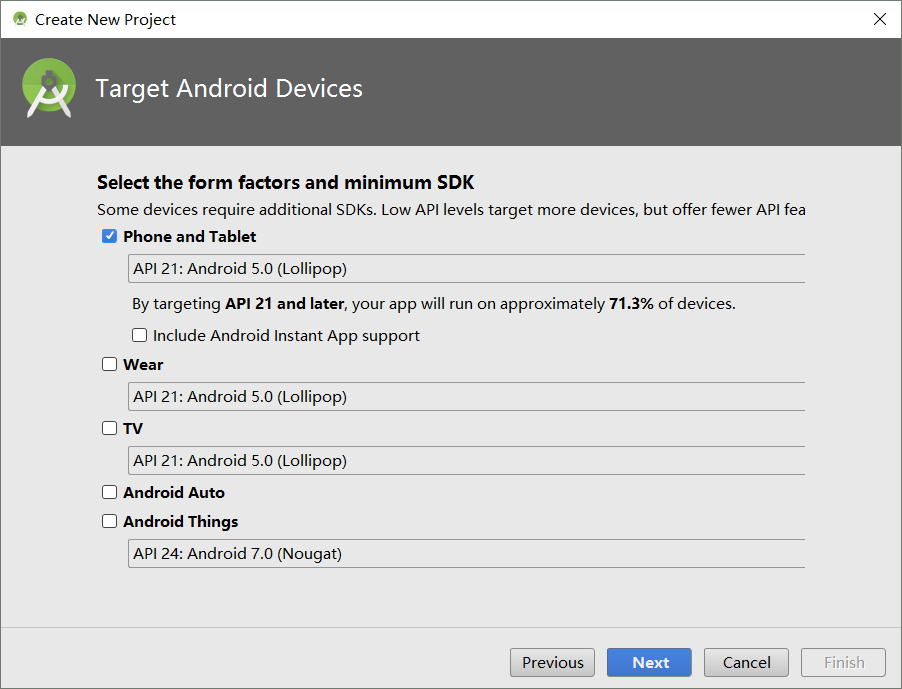 Create New Project
Target Android Devices
Select the form factors and minimum SDK
Some devices require additional SDKs. Low API levels target more devices, but offer fewer API fea
Phone and Tablet
API 21: Android 5.0 (Lollipop)
By targeting API 21 and later, your app will run on approximately 71.3% of devices.
Include Android Instant App support
Wear
API 21: Android 5.0 (Lollipop)
TV
API 21: Android 5.0 (Lollipop)
Android Auto
Android Things
API 24: Android 7.0 (Nougat)
Previous Next Cancel Finish